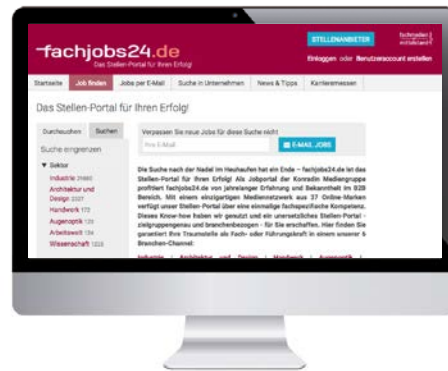 STELLENANBIETER
fachmedien
mittelstand
fachjobs24.de
Das Stellen-Portal für Ihren Erfolg!
Einloggen oder Benutzeraccount erstellen
Startseite Job finden Jobs per E-Mail Suche in Unternehmen News & Tipps Karrieremessen
Das Stellen-Portal für Ihren Erfolg!
Durchsuchen Suchen
Verpassen Sie neue Jobs für diese Suche nicht
Ihre E-Mail
E-MAIL JOBS
Suche eingrenzen
Sektor
Industrie
Architektur und
Design
Handwerk 172
Augenoptik
Arbeitswelt
Wissenschaft
Die Suche nach der Nadel im Heuhaufen hat ein Ende – fachjobs24.de ist das
Stellen-Portal für Ihren Erfolg! Als Jobportal der Konradin Mediengruppe
profitiert fachjobs24.de von jahrelanger Erfahrung und Bekanntheit im B2B
Bereich. Mit einem einzigartigen Mediennetzwerk aus 37 Online-Marken
verfügt unser Stellen-Portal über eine einmalige fachspezifische Kompetenz.
Dieses Know-how haben wir genutzt und ein unersetzliches Stellen-Portal -
zielgruppengenau und branchenbezogen - für Sie erschaffen. Hier finden Sie
garantiert Ihre Traumstelle als Fach- oder Führungskraft in einem unserer 6
Branchen-Channel:
Industrie | Architektur und Design | Handwerk | Augenoptik |